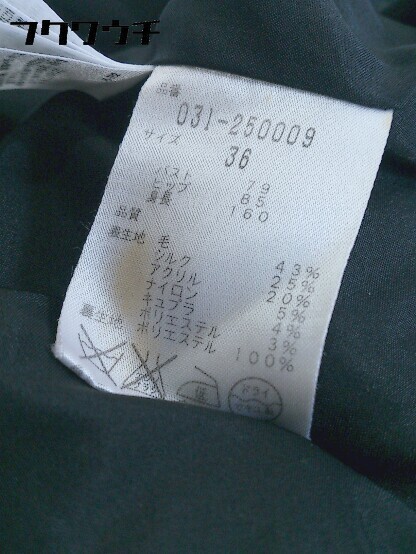 フクワウチ
品番
031-250009
サイズ
36
バスト 79
ヒップ 85
身長 160
品質
表生地 毛 43%
シルク 25%
アクリル 20%
ナイロン 5%
キュプラ 4%
ポリエステル 3%
裏生地 ポリエステル 100%
低
ドライ